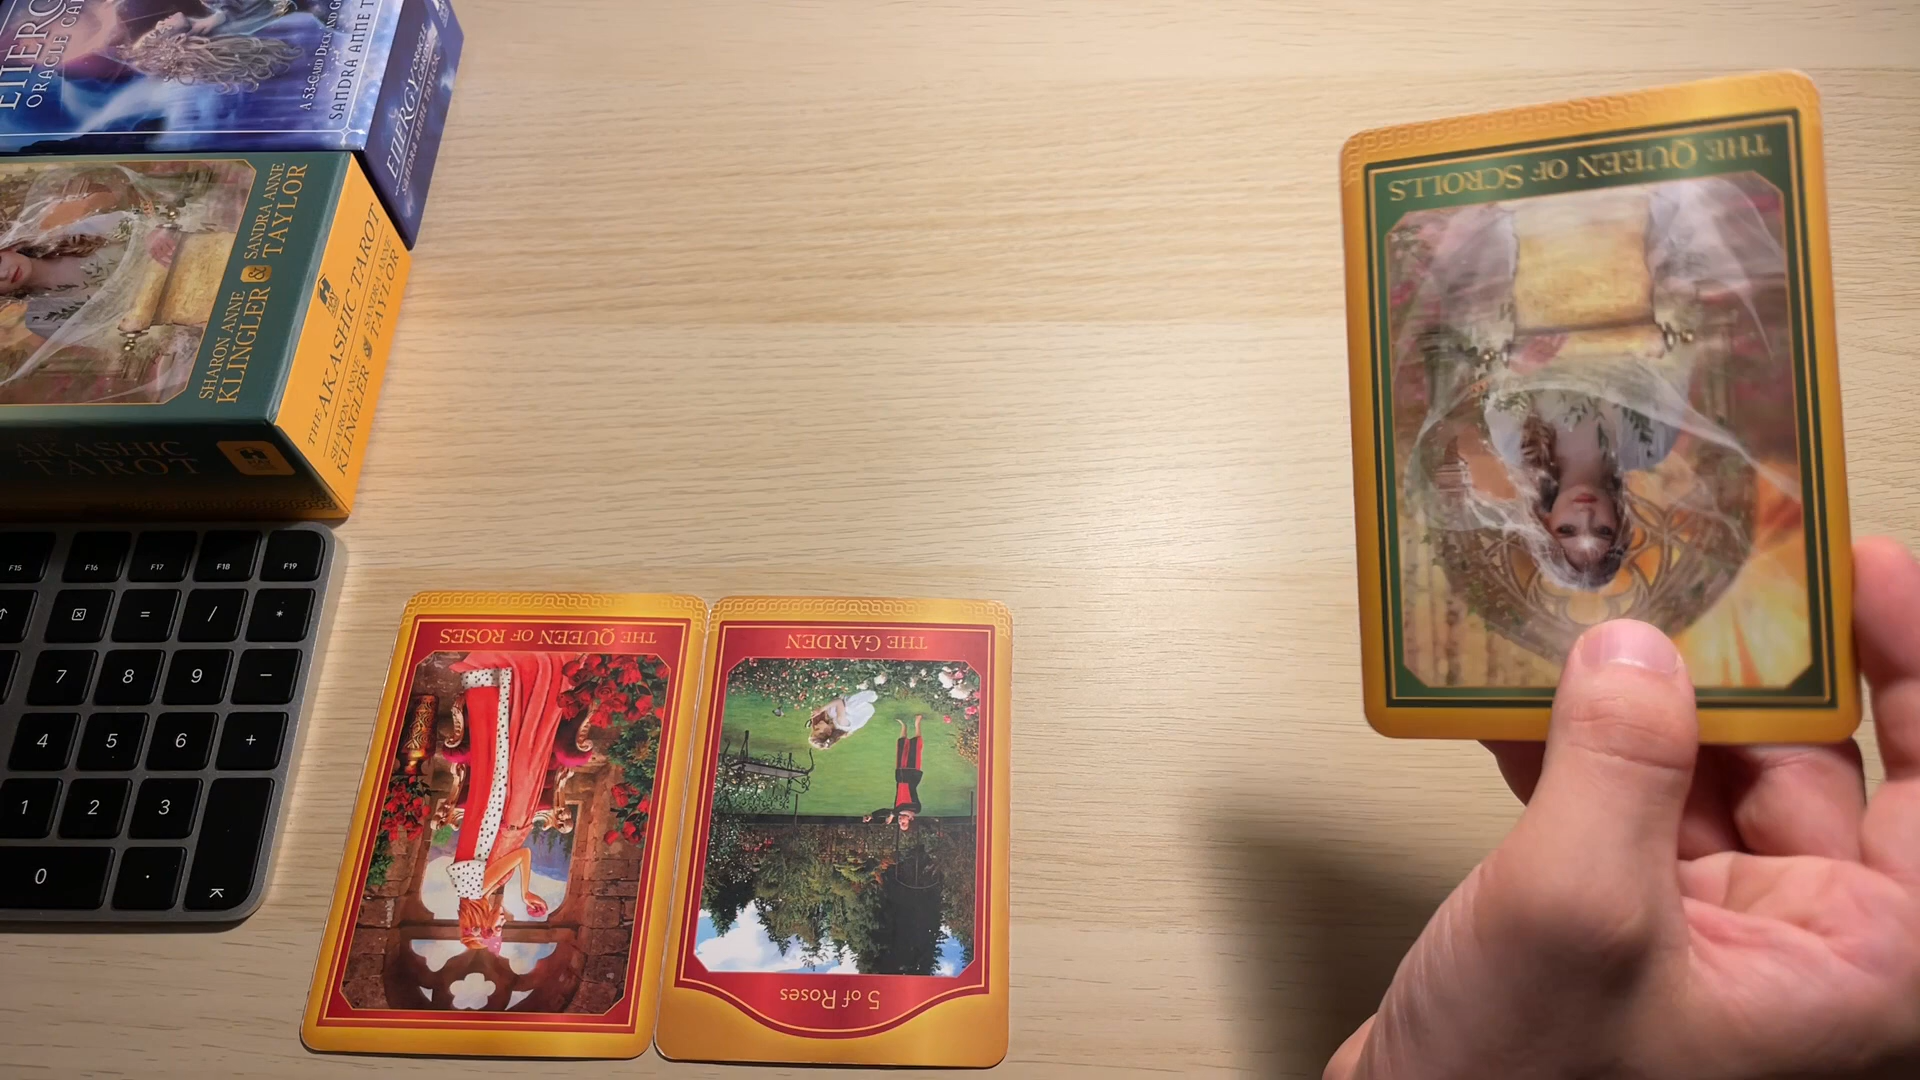 ENERGY
ORACLE CARDS
A 53-CARD DECK AND
SANDRA ANNE
ENERGY
ORACLE
CARDS
SANDRA ANNE TAYLOR
SHARON ANNE
KLINGLER
&
SANDRA ANNE
TAYLOR
THE AKASHIC TAROT
SHARON ANNE
KLINGLER
&
SANDRA ANNE
TAYLOR
AKASHIC
TAROT
THE QUEEN OF SCROLLS
THE QUEEN OF ROSES
THE GARDEN
5 OF ROSES
F15 F16 F17 F18 F19
= / *
7 8 9 −
4 5 6 +
1 2 3
0 .